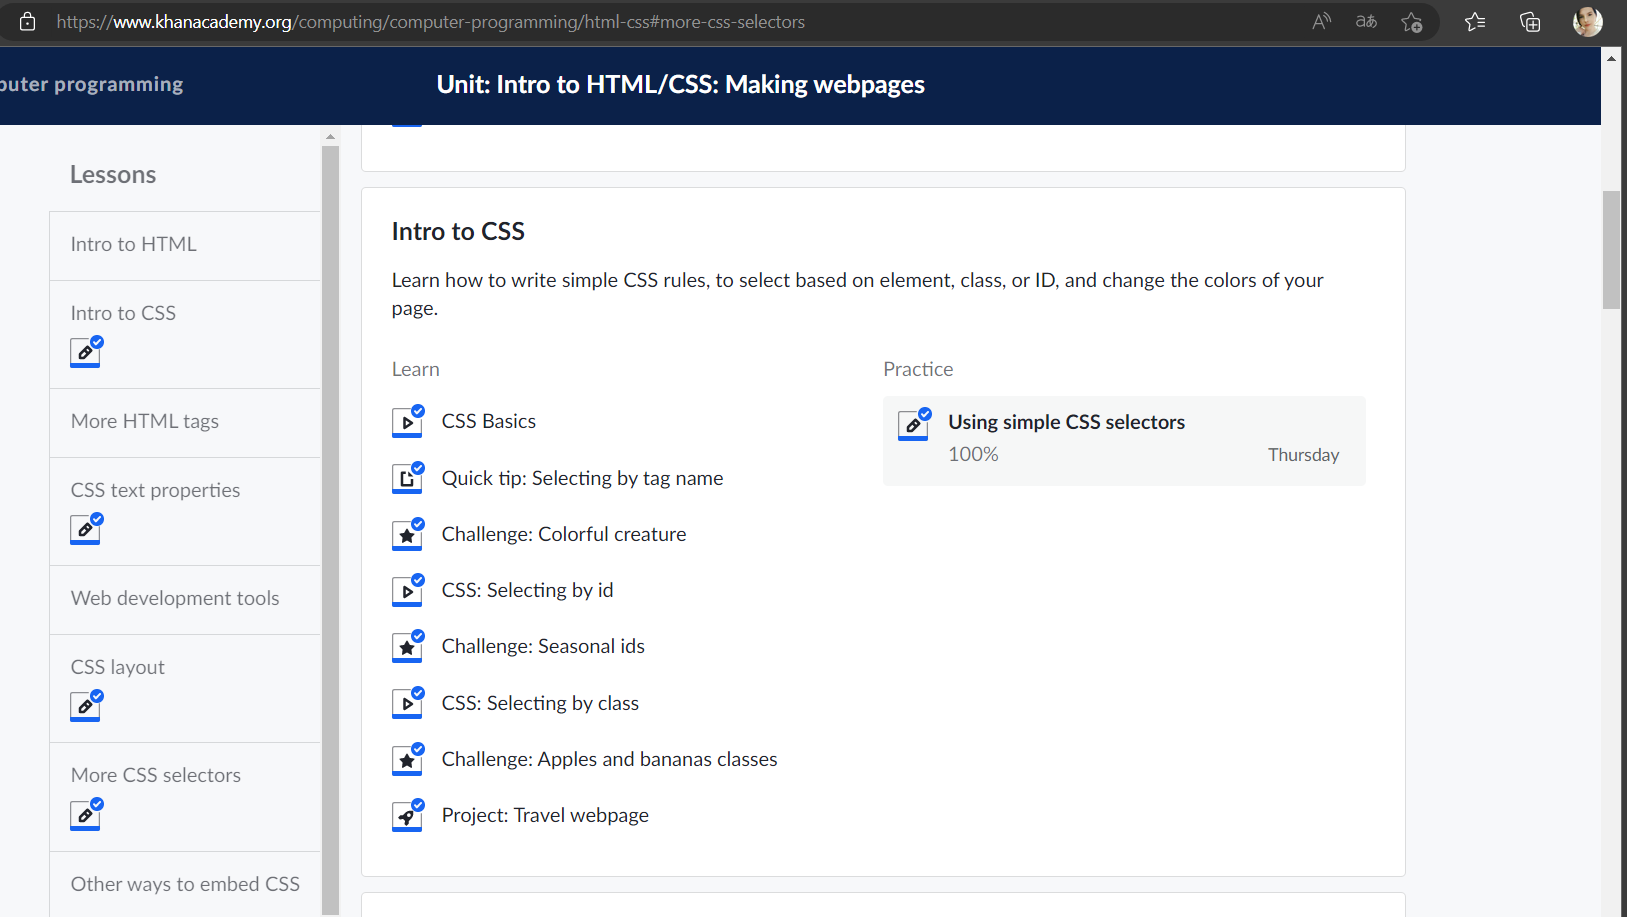 https://www.khanacademy.org/computing/computer-programming/html-css#more-css-selectors
puter programming
Unit: Intro to HTML/CSS: Making webpages
Lessons
Intro to HTML
Intro to CSS
More HTML tags
CSS text properties
Web development tools
CSS layout
More CSS selectors
Other ways to embed CSS
Intro to CSS
Learn how to write simple CSS rules, to select based on element, class, or ID, and change the colors of your
page.
Learn
CSS Basics
Quick tip: Selecting by tag name
Challenge: Colorful creature
CSS: Selecting by id
Challenge: Seasonal ids
CSS: Selecting by class
Challenge: Apples and bananas classes
Project: Travel webpage
Practice
Using simple CSS selectors
100%
Thursday